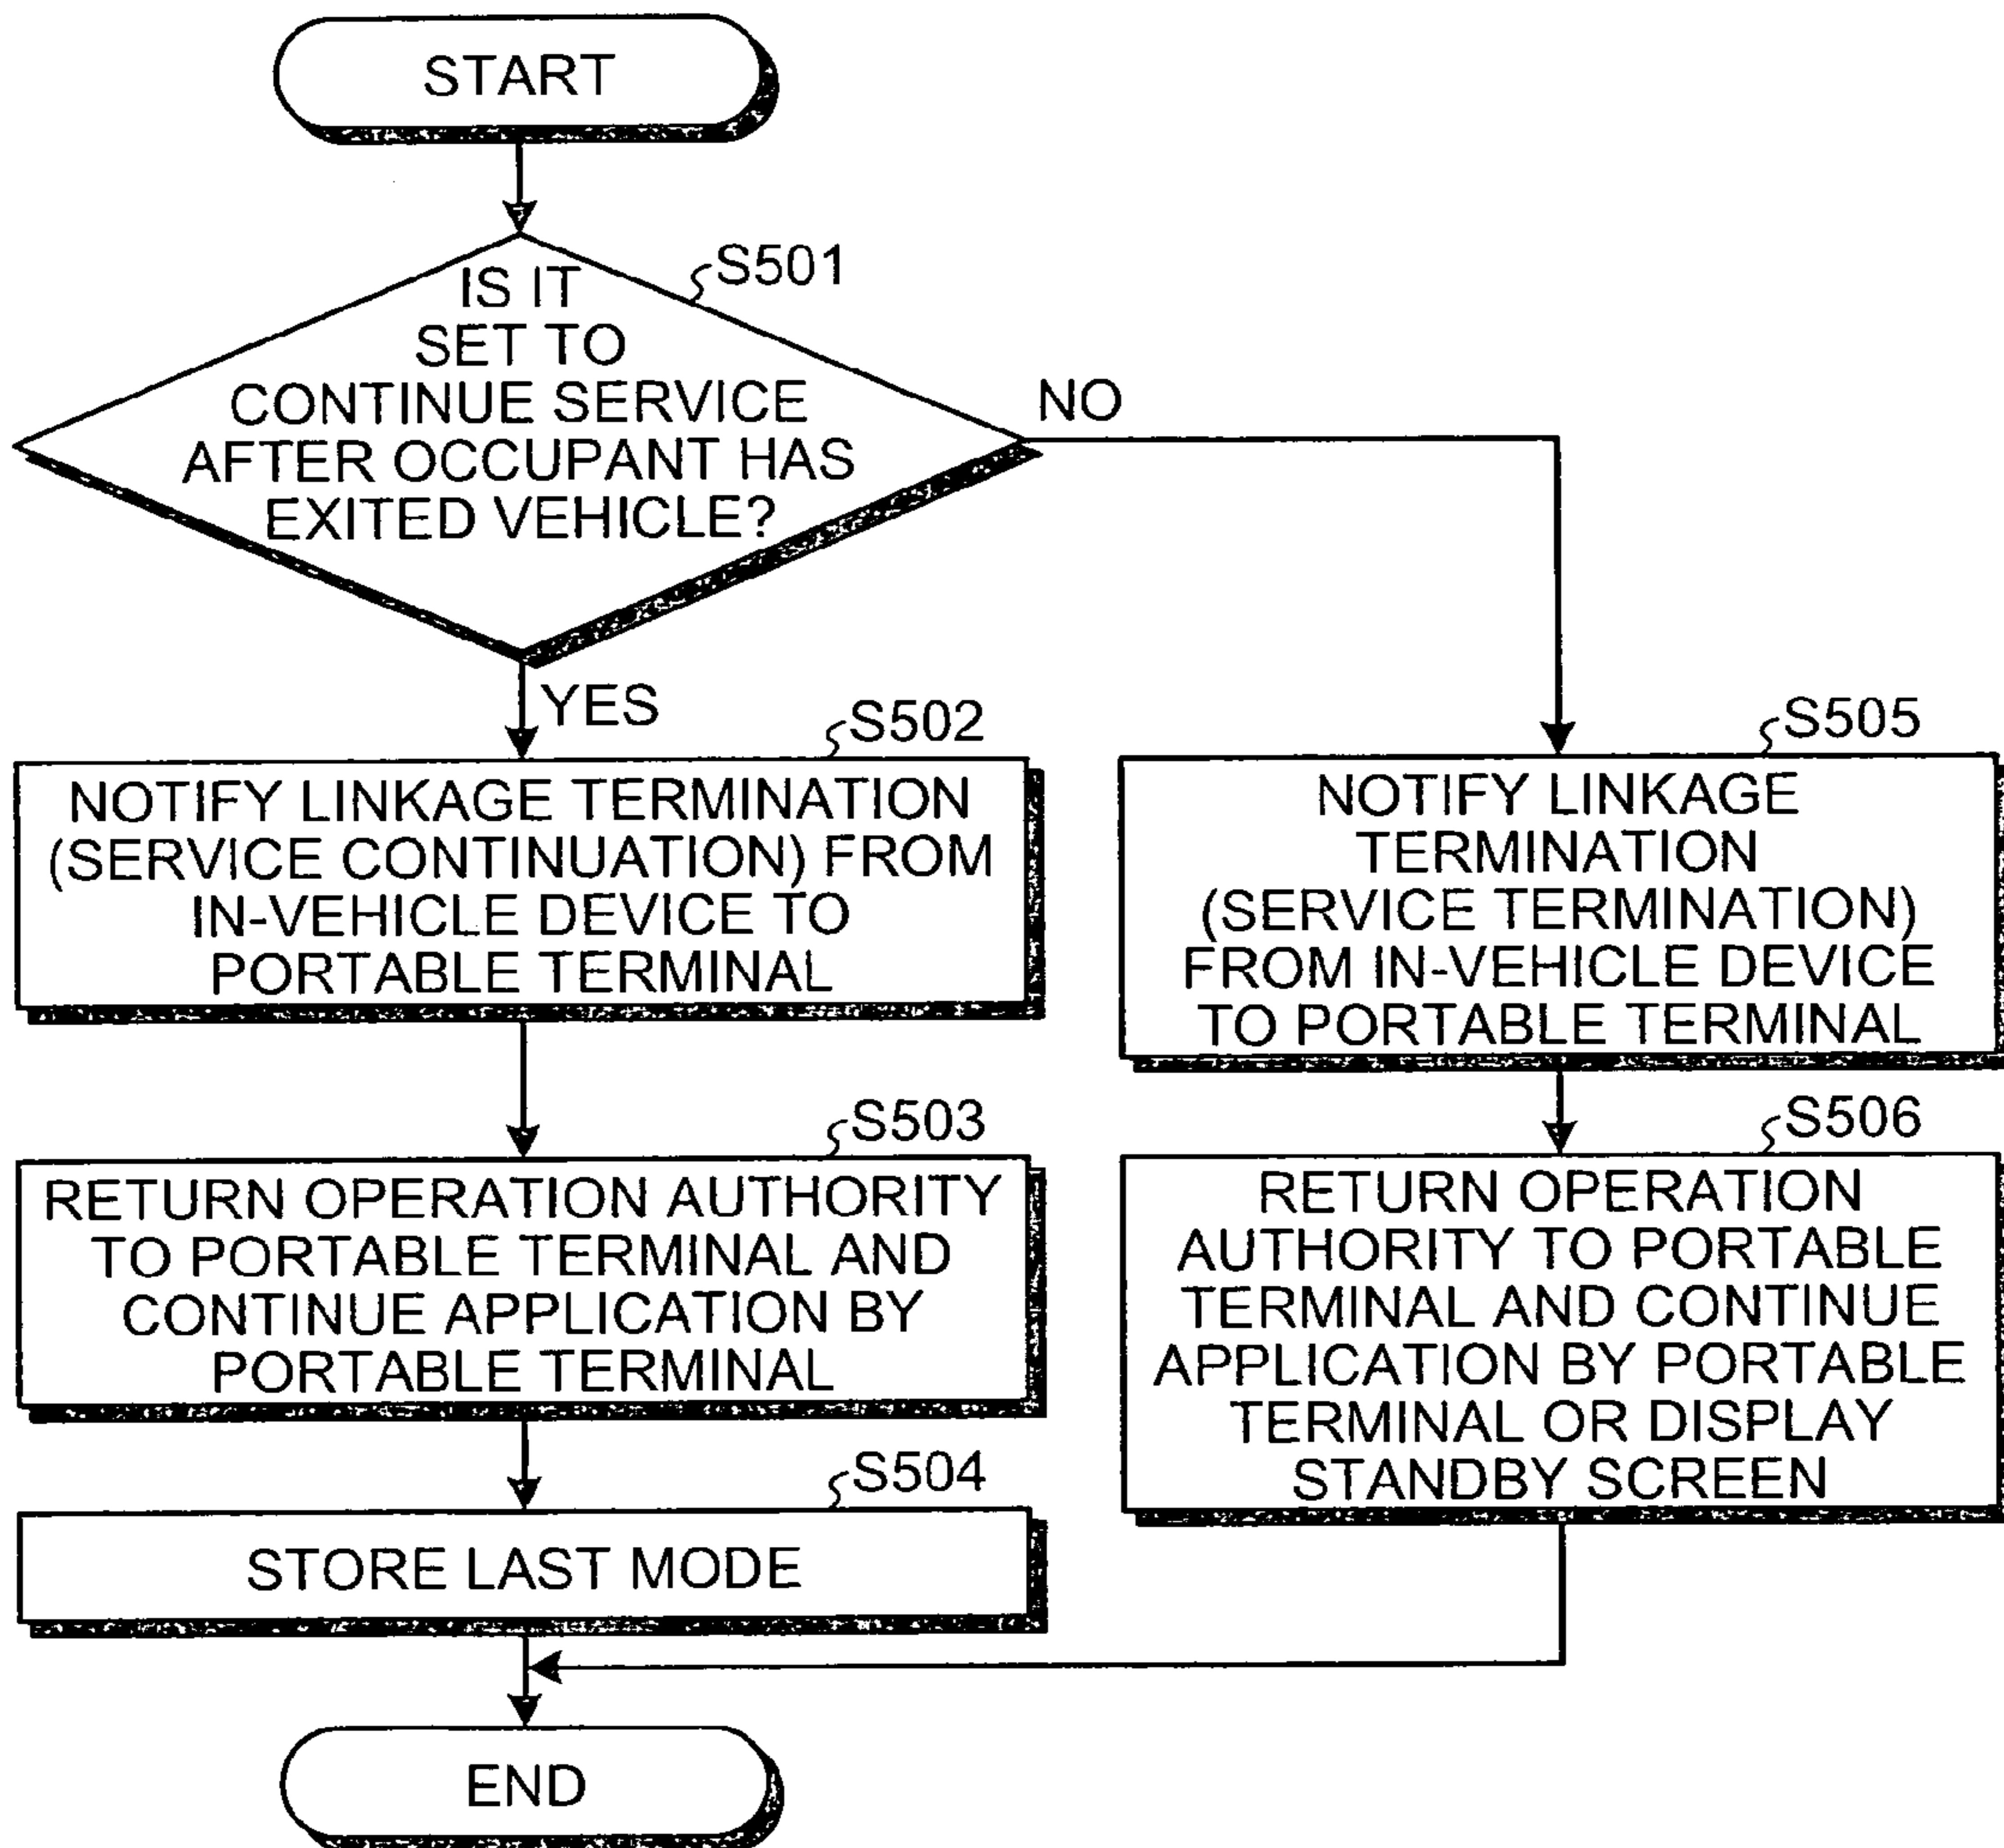 START
S501
IS IT
SET TO
CONTINUE SERVICE
AFTER OCCUPANT HAS
EXITED VEHICLE?
NO
YES
S502
NOTIFY LINKAGE TERMINATION
(SERVICE CONTINUATION) FROM
IN-VEHICLE DEVICE TO
PORTABLE TERMINAL
S503
RETURN OPERATION AUTHORITY
TO PORTABLE TERMINAL AND
CONTINUE APPLICATION BY
PORTABLE TERMINAL
S504
STORE LAST MODE
S505
NOTIFY LINKAGE
TERMINATION
(SERVICE TERMINATION)
FROM IN-VEHICLE DEVICE
TO PORTABLE TERMINAL
S506
RETURN OPERATION
AUTHORITY TO PORTABLE
TERMINAL AND CONTINUE
APPLICATION BY PORTABLE
TERMINAL OR DISPLAY
STANDBY SCREEN
END